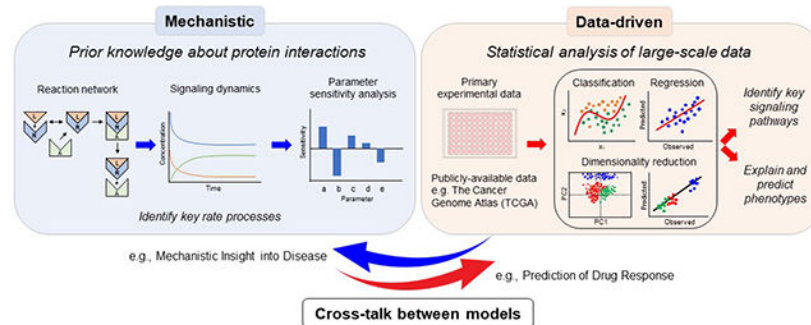 Mechanistic
Prior knowledge about protein interactions
Reaction network
Signaling dynamics
Parameter
sensitivity analysis
L
R
L
R
L
R
L
R
Concentration
Time
Sensitivity
a b c d e
Parameter
Identify key rate processes
Data-driven
Statistical analysis of large-scale data
Primary
experimental data
Publicly-available data
e.g. The Cancer
Genome Atlas (TCGA)
Classification
Regression
x₂
x₁
Predicted
Observed
Dimensionality reduction
PC2
PC1
Predicted
Observed
Identify key
signaling
pathways
Explain and
predict
phenotypes
e.g., Mechanistic Insight into Disease
e.g., Prediction of Drug Response
Cross-talk between models